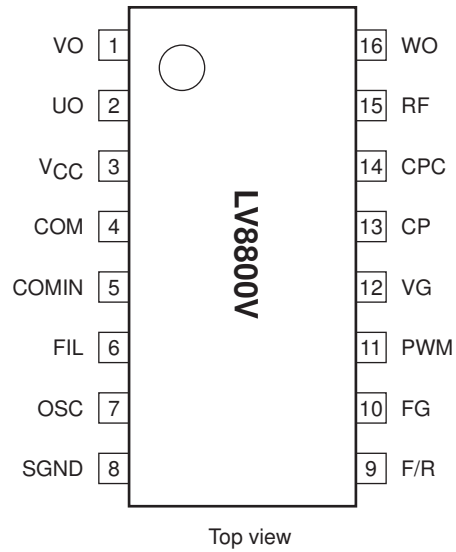 VO 1 16 WO
UO 2 15 RF
VCC 3 14 CPC
COM 4 13 CP
COMIN 5 12 VG
FIL 6 11 PWM
OSC 7 10 FG
SGND 8 9 F/R
LV8800V
Top view